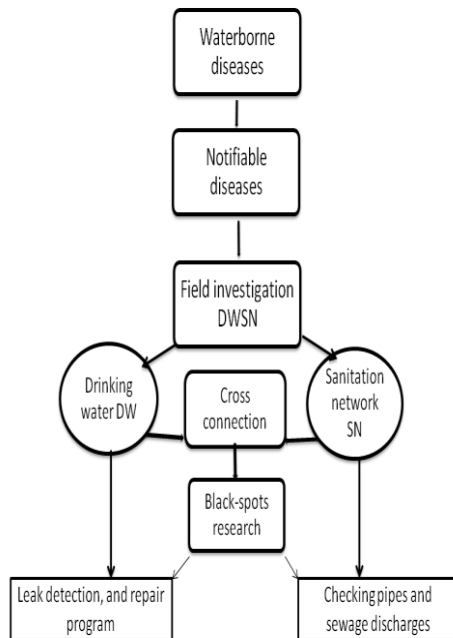 Waterborne
diseases
Notifiable
diseases
Field investigation
DWSN
Drinking
water DW
Cross
connection
Sanitation
network
SN
Black-spots
research
Leak detection, and repair
program
Checking pipes and
sewage discharges